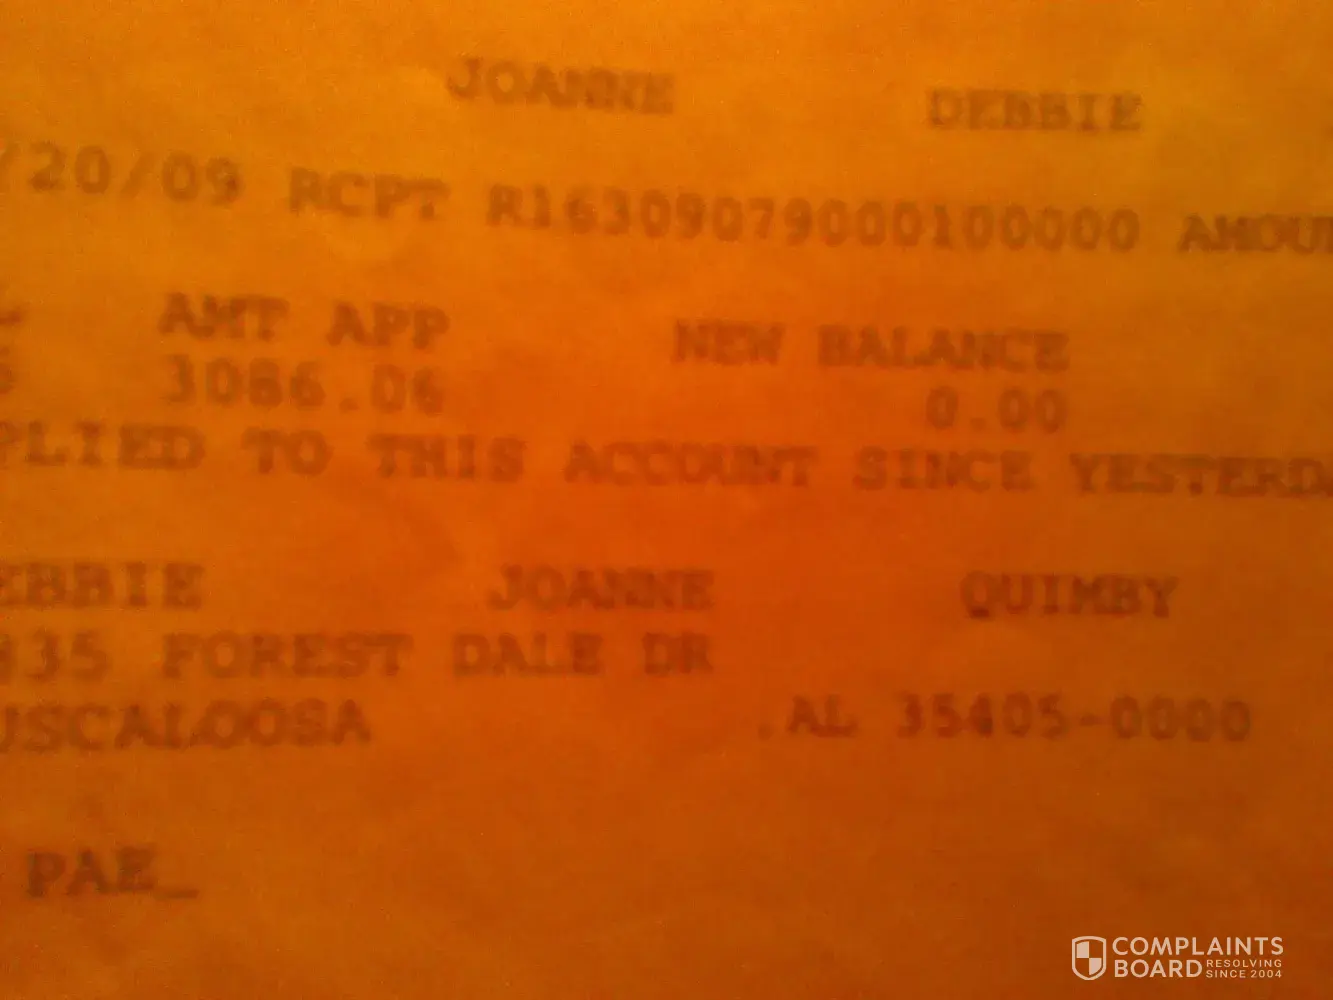 JOANNE DEBBIE
/20/09 RCPT R16309079000100000 AMOU
AMT APP NEW BALANCE
3086.06 0.00
PLIED TO THIS ACCOUNT SINCE YESTERDA
EBBIE JOANNE QUIMBY
35 FOREST DALE DR
USCALOOSA ,AL 35405-0000
PAE_
COMPLAINTS
BOARD RESOLVING
SINCE 2004